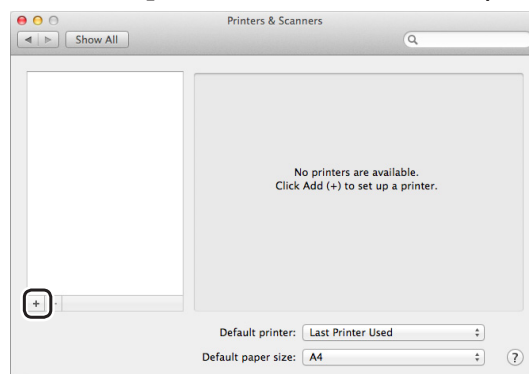 Printers & Scanners
Show All
No printers are available.
Click Add (+) to set up a printer.
+ -
Default printer: Last Printer Used
Default paper size: A4 ?